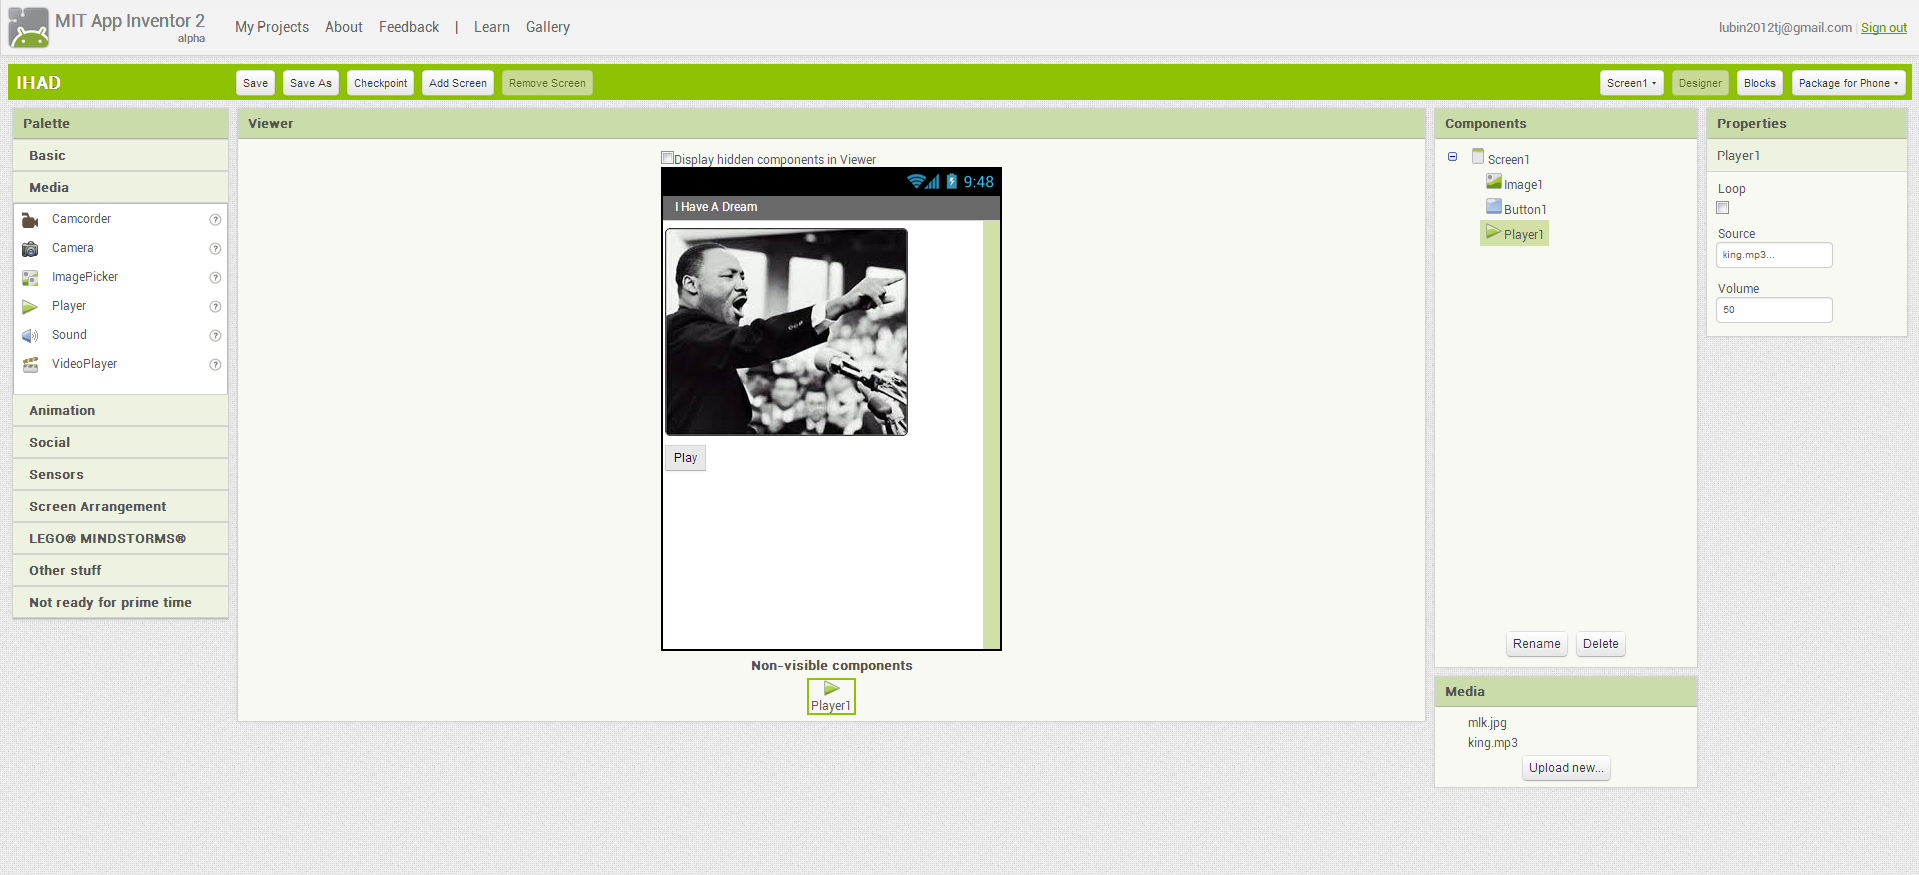 MIT App Inventor 2
alpha
My Projects About Feedback | Learn Gallery
lubin2012tj@gmail.com | Sign out
IHAD
Save Save As Checkpoint Add Screen Remove Screen
Screen1 Designer Blocks Package for Phone
Palette
Basic
Media
Camcorder ?
Camera ?
ImagePicker ?
Player ?
Sound ?
VideoPlayer ?
Animation
Social
Sensors
Screen Arrangement
LEGO® MINDSTORMS®
Other stuff
Not ready for prime time
Viewer
Display hidden components in Viewer
9:48
I Have A Dream
Play
Non-visible components
Player1
Components
Screen1
Image1
Button1
Player1
Rename Delete
Media
mlk.jpg
king.mp3
Upload new...
Properties
Player1
Loop
Source
king.mp3...
Volume
50